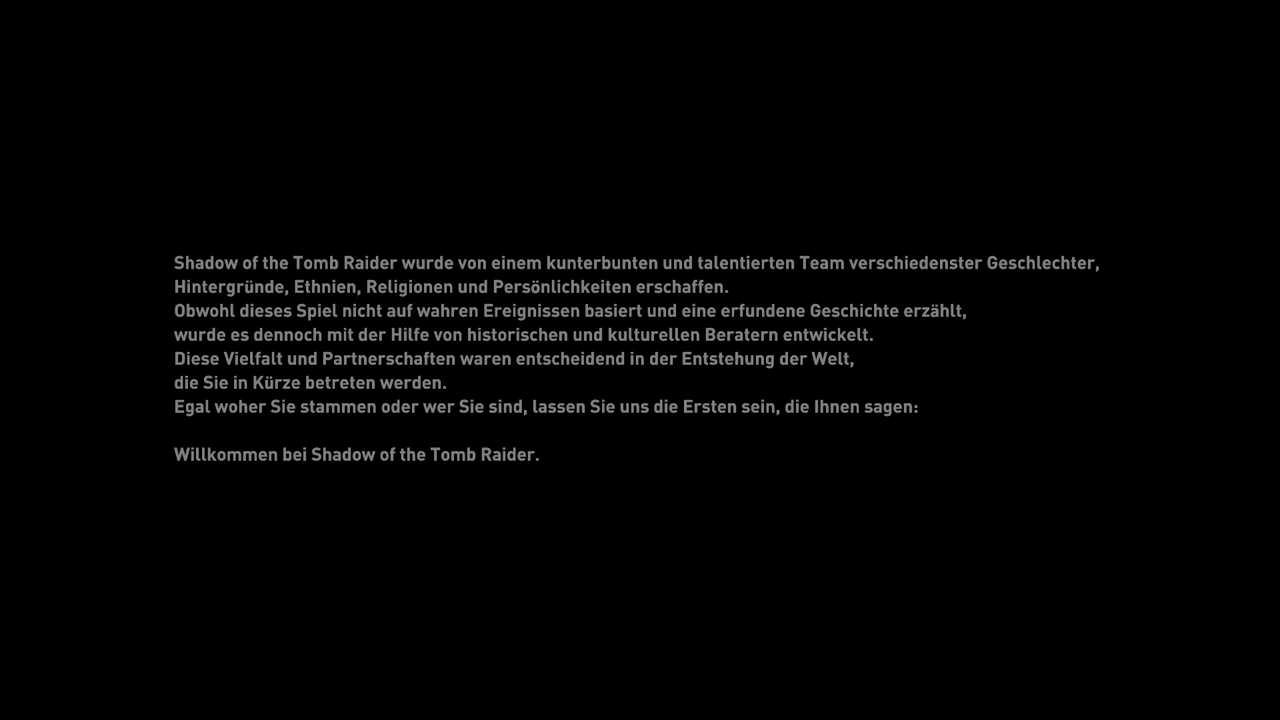 Shadow of the Tomb Raider wurde von einem kunterbunten und talentierten Team verschiedenster Geschlechter,
Hintergründe, Ethnien, Religionen und Persönlichkeiten erschaffen.
Obwohl dieses Spiel nicht auf wahren Ereignissen basiert und eine erfundene Geschichte erzählt,
wurde es dennoch mit der Hilfe von historischen und kulturellen Beratern entwickelt.
Diese Vielfalt und Partnerschaften waren entscheidend in der Entstehung der Welt,
die Sie in Kürze betreten werden.
Egal woher Sie stammen oder wer Sie sind, lassen Sie uns die Ersten sein, die Ihnen sagen:
Willkommen bei Shadow of the Tomb Raider.